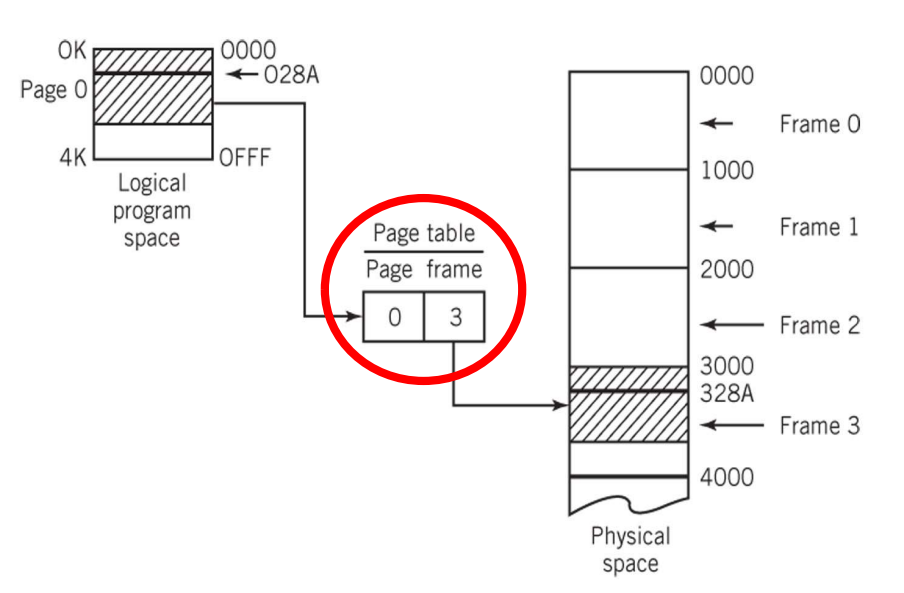 0K
0000
028A
Page 0
4K
0FFF
Logical
program
space
Page table
Page frame
0 3
0000
Frame 0
1000
Frame 1
2000
Frame 2
3000
328A
Frame 3
4000
Physical
space